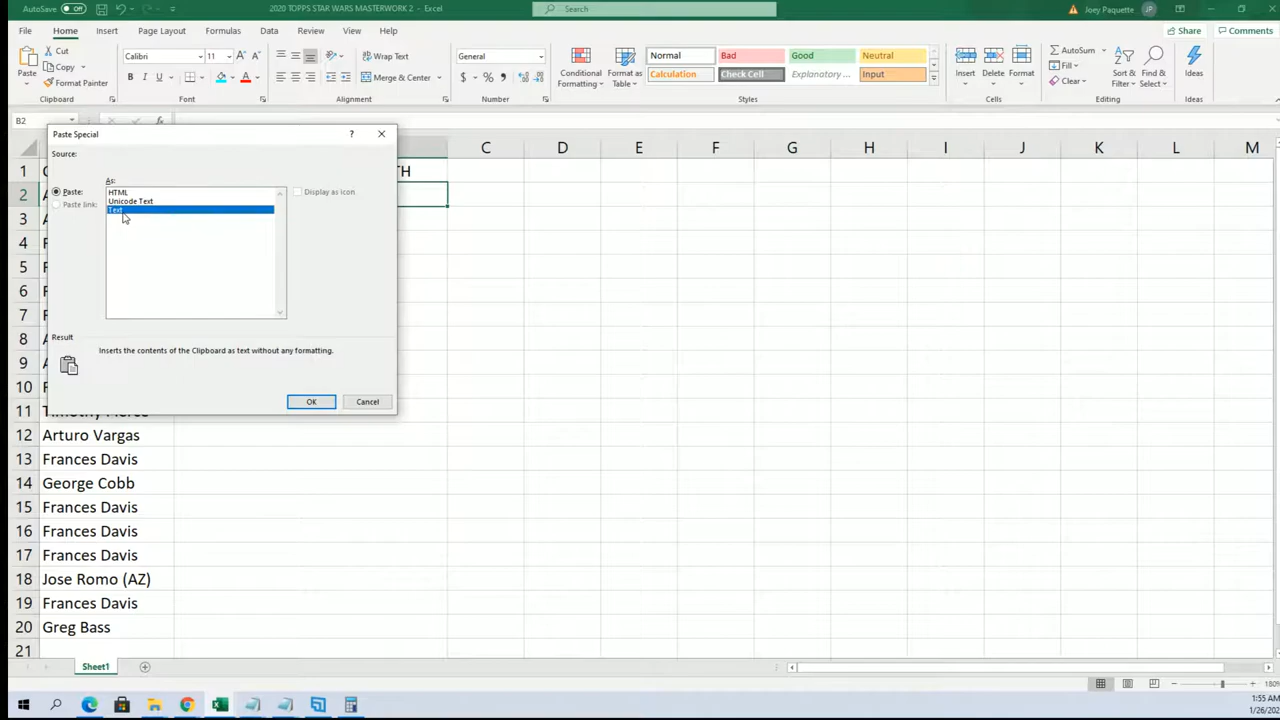 AutoSave Off 2020 TOPPS STAR WARS MASTERWORK 2. - Excel Search Joey Paquette JP
File Home Insert Page Layout Formulas Data Review View Help Share Comments
Paste Cut Copy Format Painter Calibri 11 Wrap Text General Conditional Formatting Format as Table Normal Bad Good Neutral Insert Delete Format AutoSum Sort & Filter Find & Select Ideas
B I U Merge & Center $ % Calculation Check Cell Explanatory ... Input Fill Clear
Clipboard Font Alignment Number Styles Cells Editing Ideas
B2 fx
Paste Special ? X
Source:
As:
Paste:
Paste link:
HTML
Unicode Text
Text
Display as icon
Result
Inserts the contents of the Clipboard as text without any formatting.
OK Cancel
C D E F G H I J K L M
1
2
3
4
5
6
7
8
9
10
11
12 Arturo Vargas
13 Frances Davis
14 George Cobb
15 Frances Davis
16 Frances Davis
17 Frances Davis
18 Jose Romo (AZ)
19 Frances Davis
20 Greg Bass
21
Sheet1
180%
1:55 AM